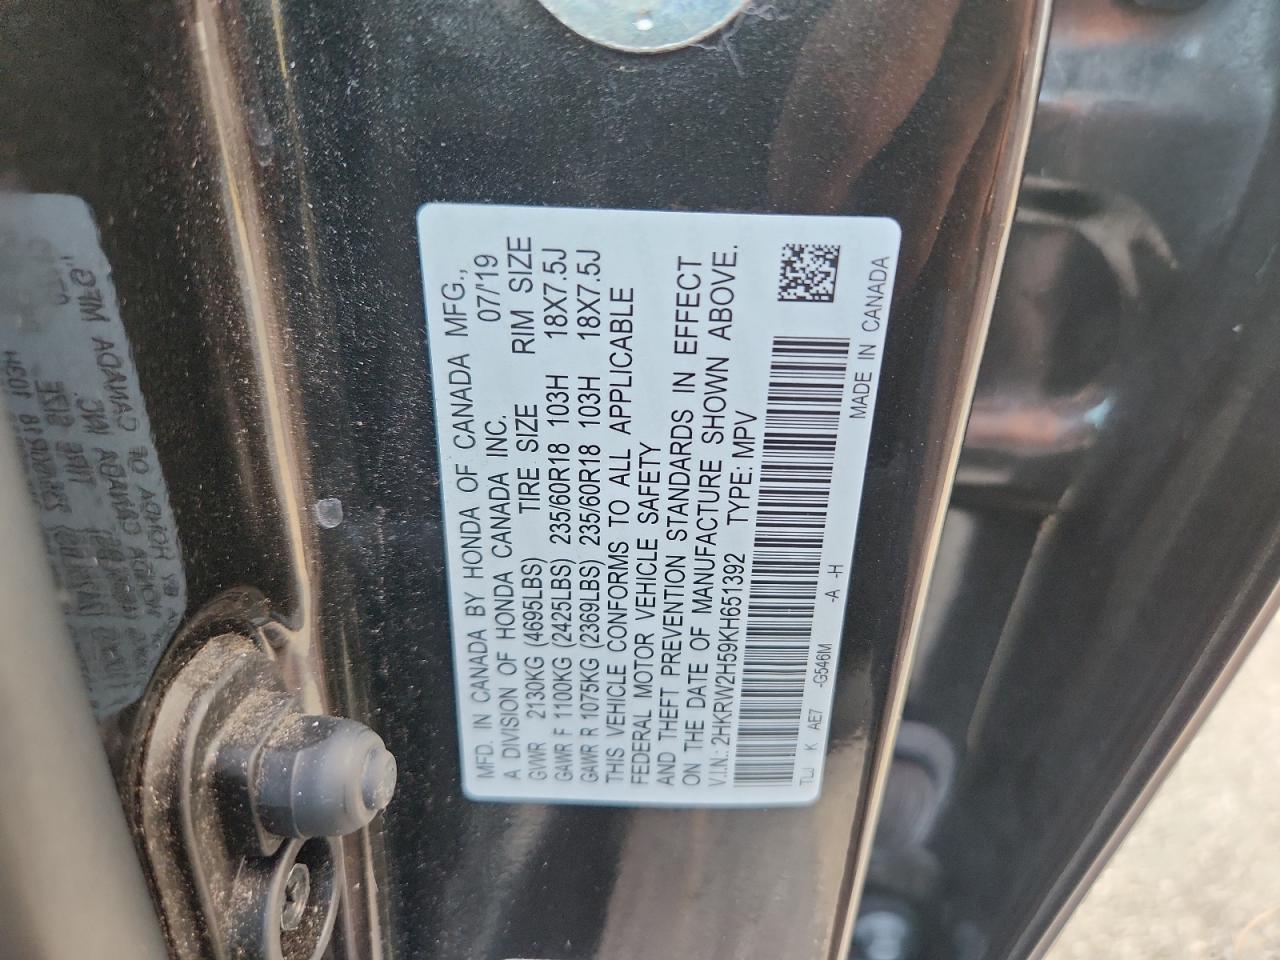 MFD. IN CANADA BY HONDA OF CANADA MFG.,
A DIVISION OF HONDA CANADA INC. 07/'19
GVWR 2130KG (4695LBS) TIRE SIZE RIM SIZE
GAWR F 1100KG (2425LBS) 235/60R18 103H 18X7.5J
GAWR R 1075KG (2369LBS) 235/60R18 103H 18X7.5J
THIS VEHICLE CONFORMS TO ALL APPLICABLE
FEDERAL MOTOR VEHICLE SAFETY
AND THEFT PREVENTION STANDARDS IN EFFECT
ON THE DATE OF MANUFACTURE SHOWN ABOVE.
V.I.N.: 2HKRW2H59KH651392 TYPE: MPV
TLJ K AE7 -G546M -A -H
MADE IN CANADA